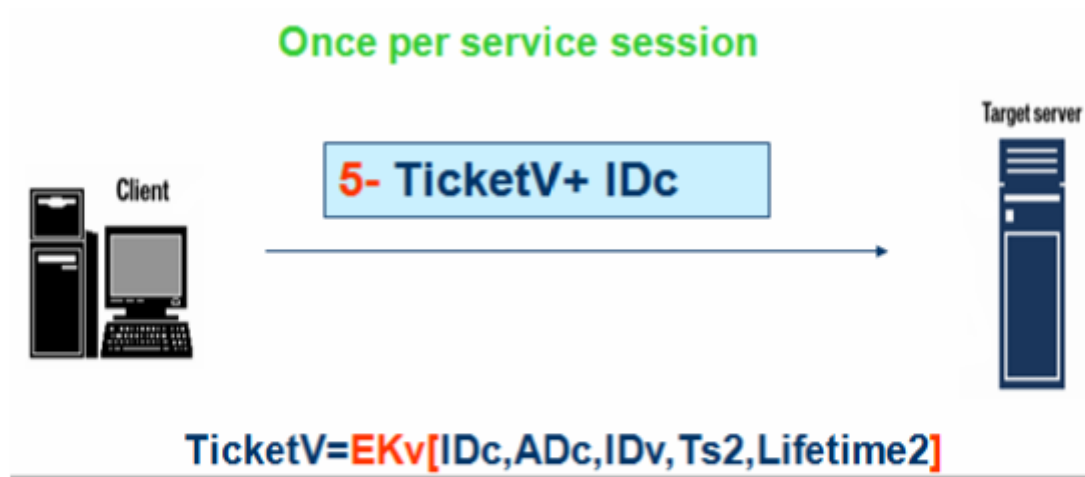 Once per service session
Target server
Client
5- TicketV+ IDc
TicketV=EKv[IDc,ADc,IDv,Ts2,Lifetime2]